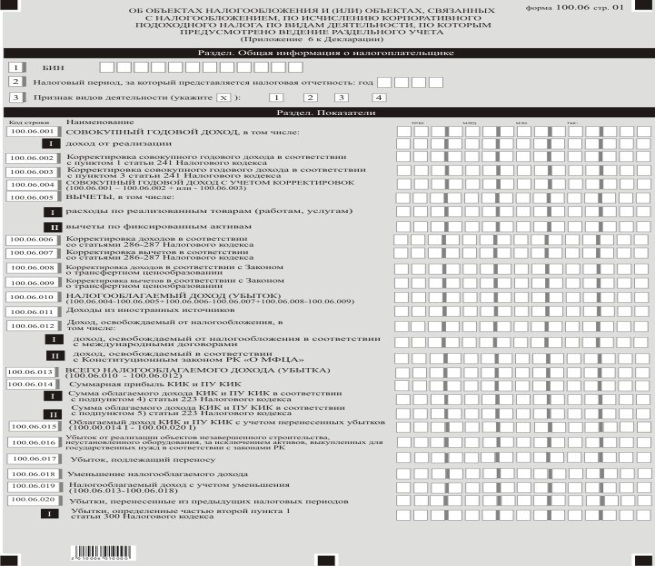 ОБ ОБЪЕКТАХ НАЛОГООБЛОЖЕНИЯ И (ИЛИ) ОБЪЕКТАХ, СВЯЗАННЫХ
С НАЛОГООБЛОЖЕНИЕМ, ПО ИСЧИСЛЕНИЮ КОРПОРАТИВНОГО
ПОДОХОДНОГО НАЛОГА ПО ВИДАМ ДЕЯТЕЛЬНОСТИ, ПО КОТОРЫМ
ПРЕДУСМОТРЕНО ВЕДЕНИЕ РАЗДЕЛЬНОГО УЧЕТА
(Приложение 6 к Декларации)
форма 100.06 стр. 01
Раздел. Общая информация о налогоплательщике
1 БИН
2 Налоговый период, за который представляется налоговая отчетность: год
3 Признак видов деятельности (укажите X ): 1 2 3 4
Раздел. Показатели
Код строки Наименование
100.06.001 СОВОКУПНЫЙ ГОДОВОЙ ДОХОД, в том числе:
I доход от реализации
100.06.002 Корректировка совокупного годового дохода в соответствии
с пунктом 1 статьи 241 Налогового кодекса
100.06.003 Корректировка совокупного годового дохода в соответствии
с пунктом 3 статьи 241 Налогового кодекса
100.06.004 СОВОКУПНЫЙ ГОДОВОЙ ДОХОД С УЧЕТОМ КОРРЕКТИРОВОК
(100.06.001 – 100.06.002 + или - 100.06.003)
100.06.005 ВЫЧЕТЫ, в том числе:
I расходы по реализованным товарам (работам, услугам)
II вычеты по фиксированным активам
100.06.006 Корректировка доходов в соответствии
со статьями 286-287 Налогового кодекса
100.06.007 Корректировка вычетов в соответствии
со статьями 286-287 Налогового кодекса
100.06.008 Корректировка доходов в соответствии с Законом
о трансфертном ценообразовании
100.06.009 Корректировка вычетов в соответствии с Законом
о трансфертном ценообразовании
100.06.010 НАЛОГООБЛАГАЕМЫЙ ДОХОД (УБЫТОК)
(100.06.004-100.06.005+100.06.006-100.06.007+100.06.008-100.06.009)
100.06.011 Доходы из иностранных источников
100.06.012 Доход, освобождаемый от налогообложения, в
том числе:
I доход, освобождаемый от налогообложения в соответствии
с международными договорами
II доход, освобождаемый в соответствии
с Конституционным законом РК «О МФЦА»
100.06.013 ВСЕГО НАЛОГООБЛАГАЕМОГО ДОХОДА (УБЫТКА)
(100.06.010 - 100.06.012)
100.06.014 Суммарная прибыль КИК и ПУ КИК
I Сумма облагаемого дохода КИК и ПУ КИК в соответствии
с подпунктом 4) статьи 223 Налогового кодекса
II Сумма облагаемого дохода КИК и ПУ КИК в соответствии
с подпунктом 5) статьи 223 Налогового кодекса
100.06.015 Облагаемый доход КИК и ПУ КИК с учетом перенесенных убытков
(100.00.014 I - 100.00.020 I)
100.06.016 Убыток от реализации объектов незавершенного строительства,
неустановленного оборудования, за исключением активов, выкупленных для
государственных нужд в соответствии с законами РК
100.06.017 Убыток, подлежащий переносу
100.06.018 Уменьшение налогооблагаемого дохода
100.06.019 Налогооблагаемый доход с учетом уменьшения
(100.06.013-100.06.018)
100.06.020 Убытки, перенесенные из предыдущих налоговых периодов
I Убытки, определенные частью второй пункта 1
статьи 300 Налогового кодекса